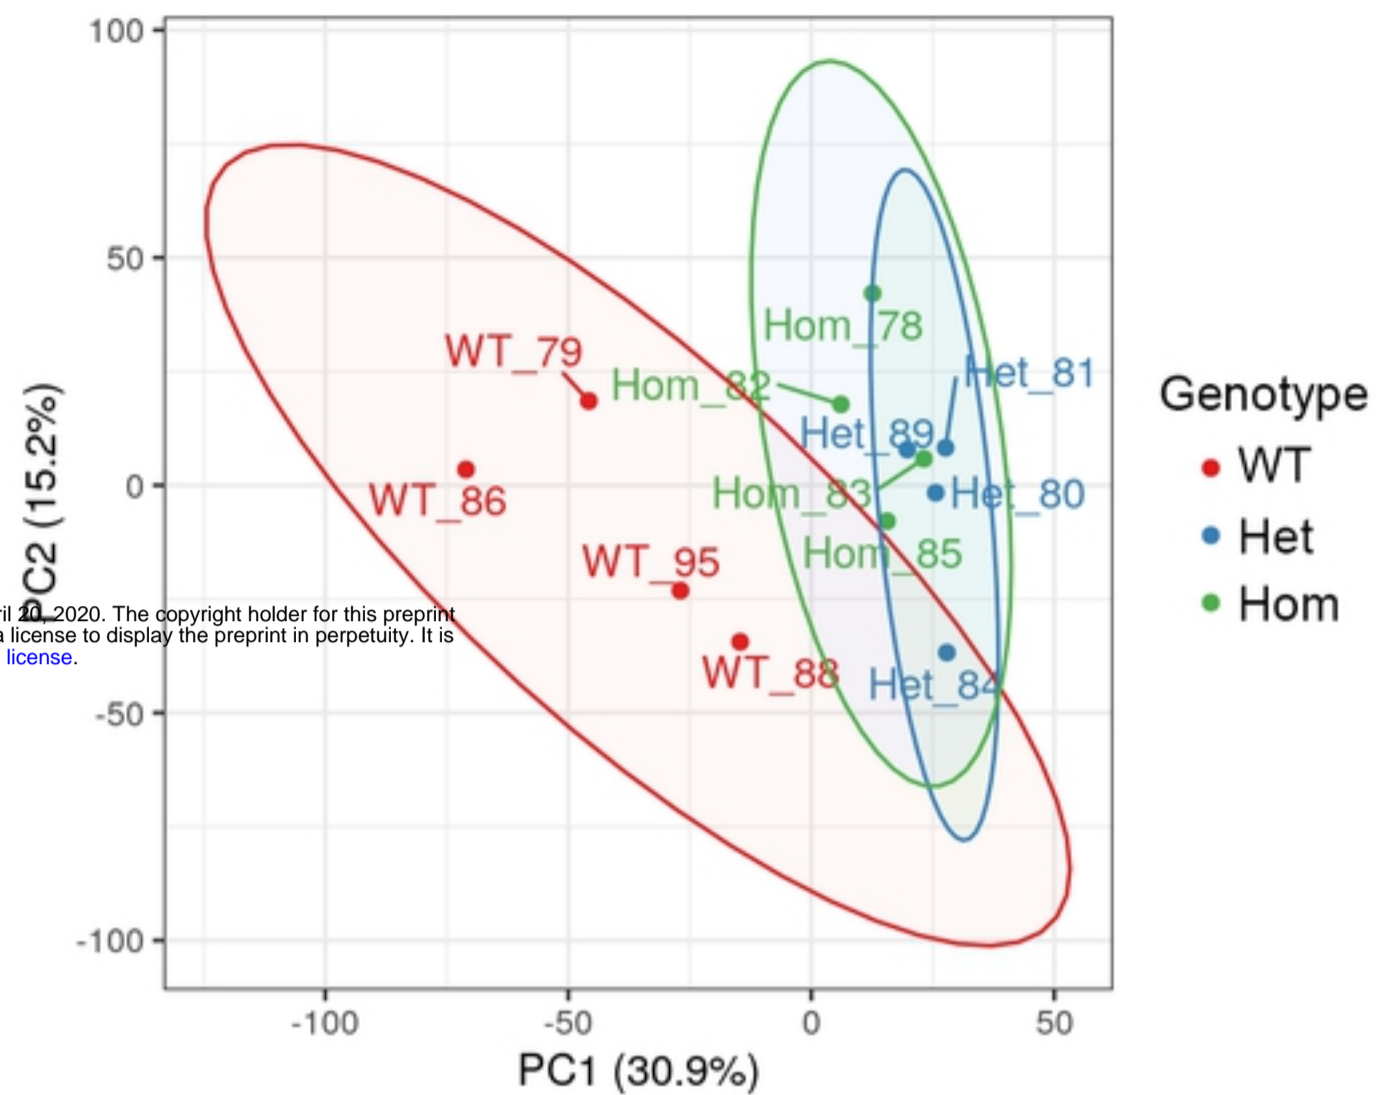 100
50
0
-50
-100
PC2 (15.2%)
WT_79
WT_86
WT_95
WT_88
Hom_78
Hom_82
Het_81
Het_89
Hom_83
Het_80
Hom_85
Het_84
-100
-50
0
50
PC1 (30.9%)
Genotype
WT
Het
Hom
20, 2020. The copyright holder for this preprint
license to display the preprint in perpetuity. It is
license.